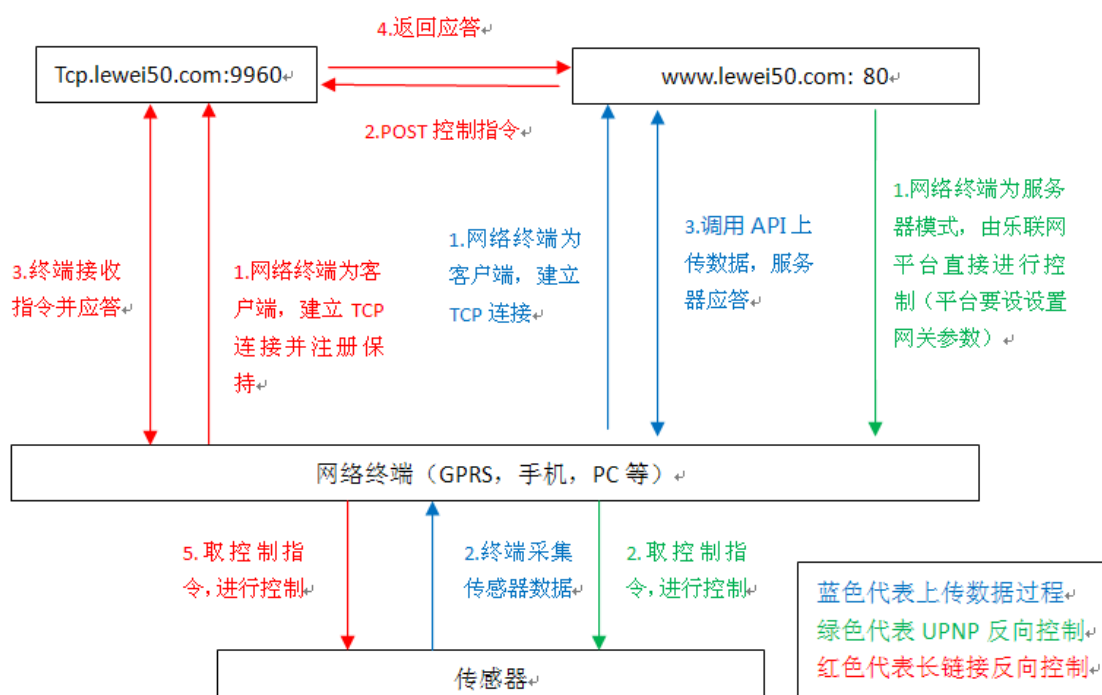 4.返回应答
Tcp.lewei50.com:9960
www.lewei50.com: 80
2.POST 控制指令
3.终端接收
指令并应答
1.网络终端为客
户端，建立 TCP
连接并注册保
持
1.网络终端为
客户端，建立
TCP 连接
3.调用 API 上
传数据，服务
器应答
1.网络终端为服务
器模式，由乐联网
平台直接进行控
制（平台要设设置
网关参数）
网络终端（GPRS，手机，PC 等）
5.取控制指
令,进行控制
2.终端采集
传感器数据
2.取控制指
令,进行控制
传感器
蓝色代表上传数据过程
绿色代表 UPNP 反向控制
红色代表长链接反向控制